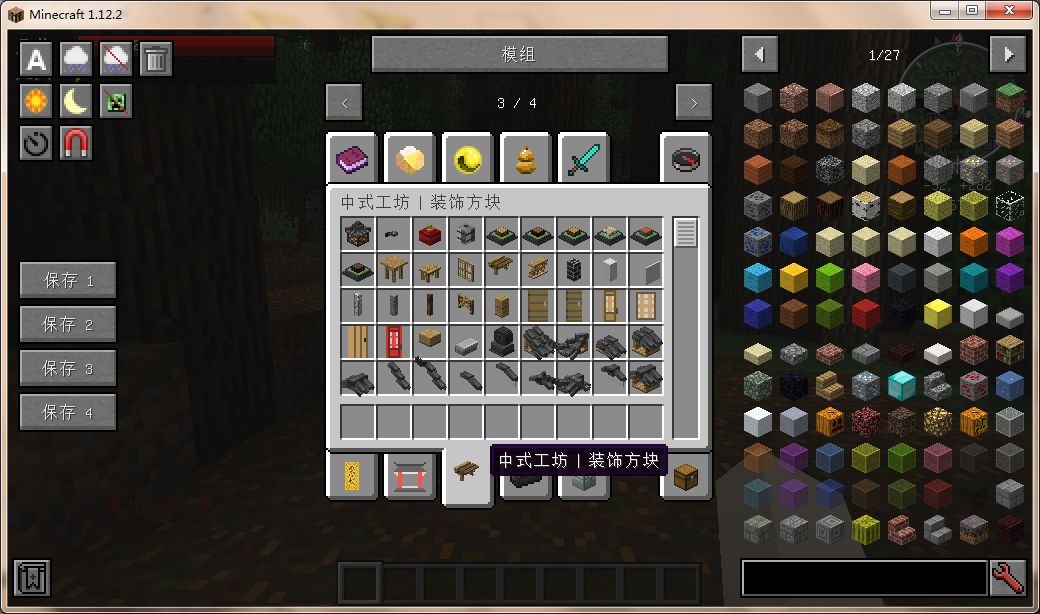 Minecraft 1.12.2
A
模组
1/27
< 3 / 4 >
中式工坊 | 装饰方块
保存 1
保存 2
保存 3
保存 4
中式工坊 | 装饰方块